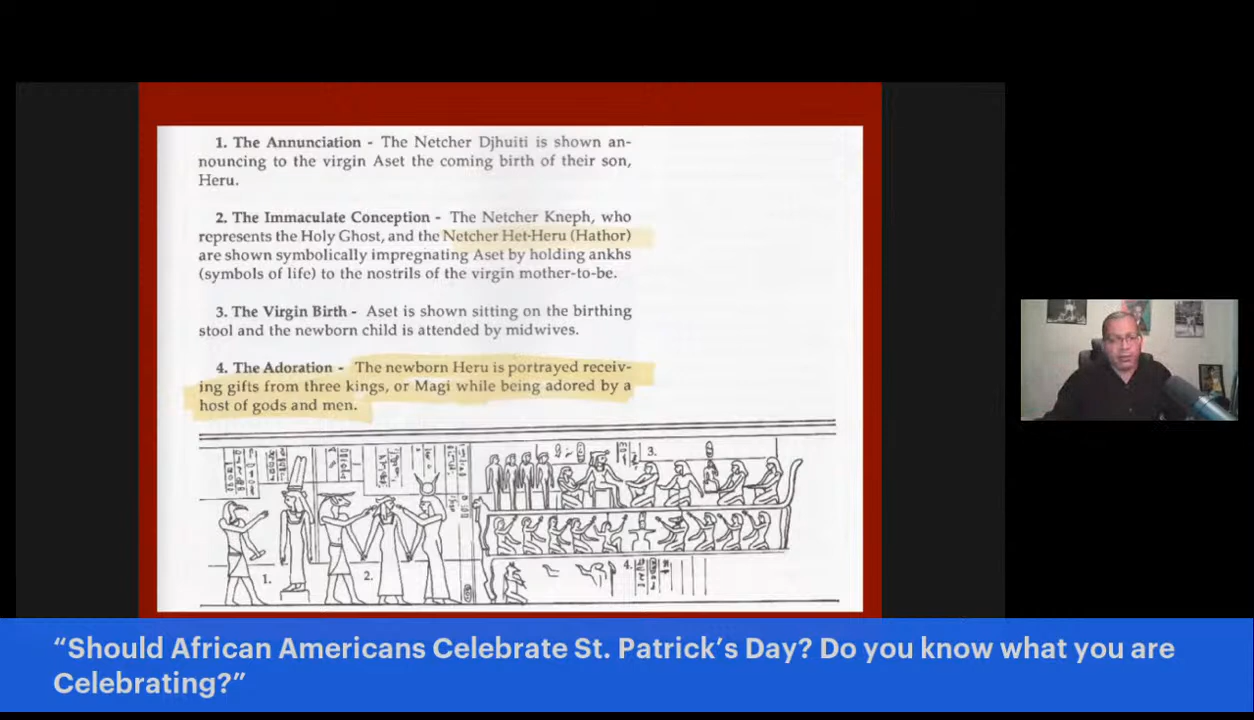 1. The Annunciation - The Netcher Djhuiti is shown an-
nouncing to the virgin Aset the coming birth of their son,
Heru.
2. The Immaculate Conception - The Netcher Kneph, who
represents the Holy Ghost, and the Netcher Het-Heru (Hathor)
are shown symbolically impregnating Aset by holding ankhs
(symbols of life) to the nostrils of the virgin mother-to-be.
3. The Virgin Birth - Aset is shown sitting on the birthing
stool and the newborn child is attended by midwives.
4. The Adoration - The newborn Heru is portrayed receiv-
ing gifts from three kings, or Magi while being adored by a
host of gods and men.
3.
1.
2.
4.
“Should African Americans Celebrate St. Patrick’s Day? Do you know what you are
Celebrating?”